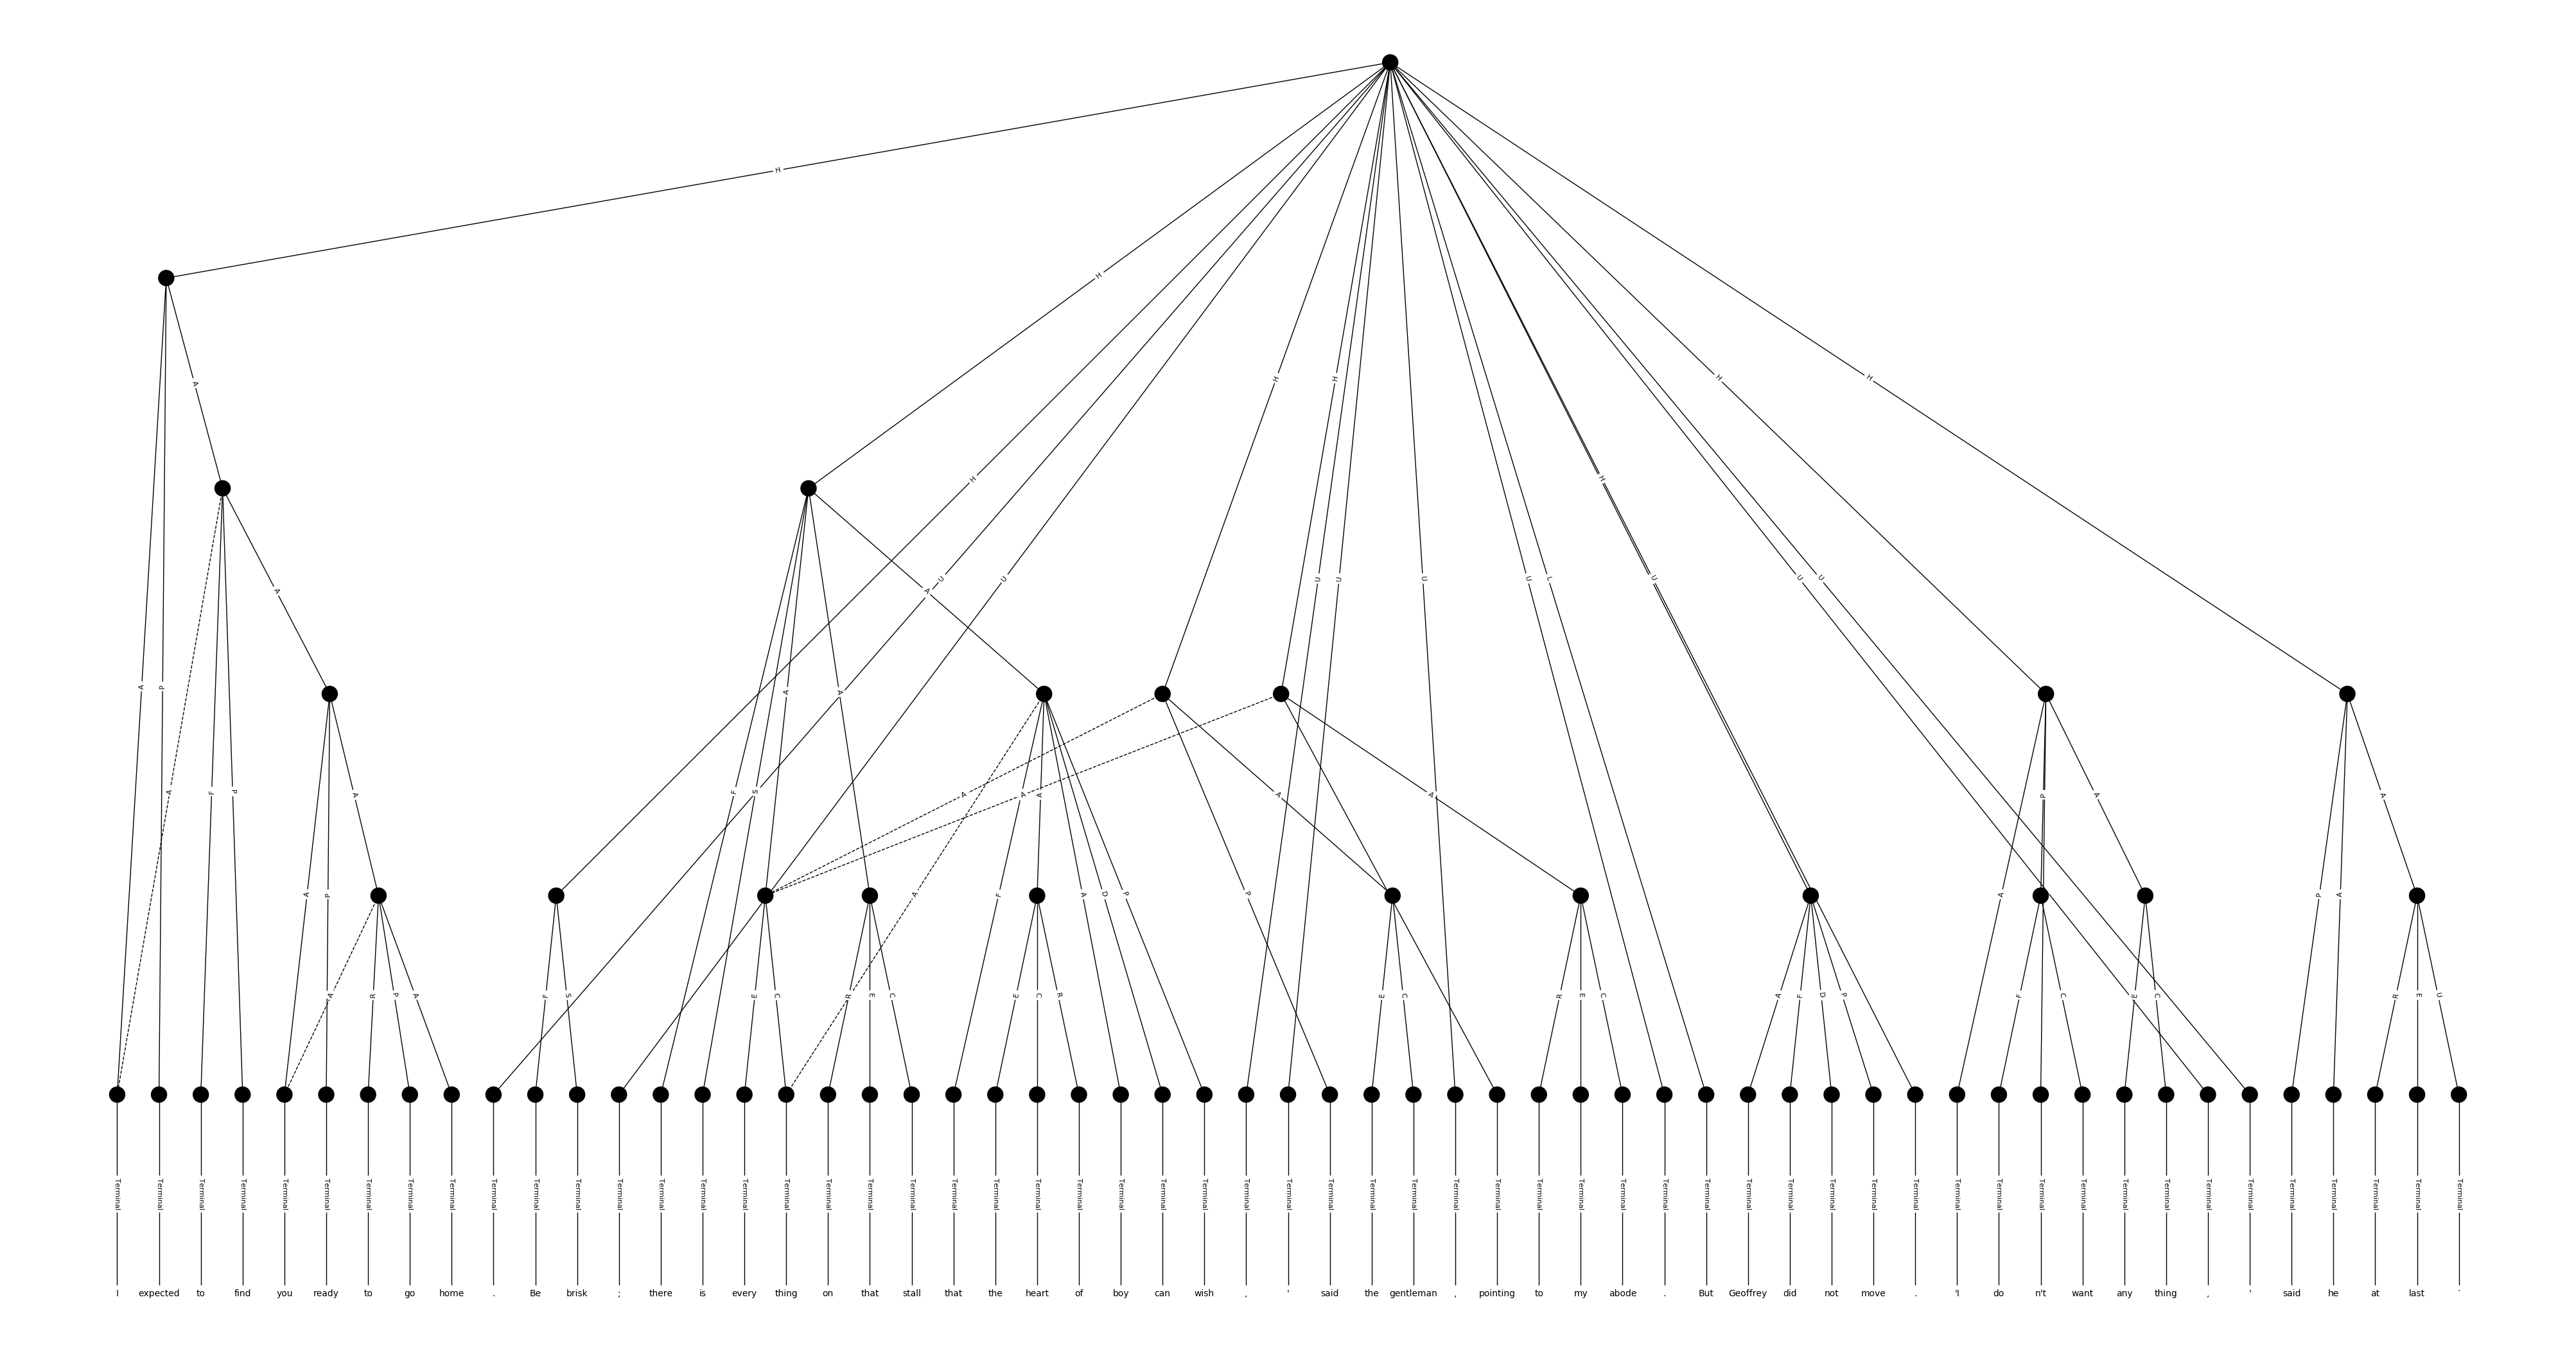 H
H
A
H H
H
H
H
H H
U U U U U U L U U U
A
A
A P
A A
A F P
F S
A A A A
A
A P A
P A A
A P
F A
A D P
P
A
P A
A
R P A
F S
E C
R E C
E C R
E C
R E C
A F D P
F C
E C
R E U
Terminal Terminal Terminal Terminal Terminal Terminal Terminal Terminal Terminal Terminal Terminal Terminal Terminal Terminal Terminal Terminal Terminal Terminal Terminal Terminal Terminal Terminal Terminal Terminal Terminal Terminal Terminal Terminal Terminal Terminal Terminal Terminal Terminal Terminal Terminal Terminal Terminal Terminal Terminal Terminal Terminal Terminal Terminal Terminal Terminal Terminal Terminal Terminal Terminal Terminal Terminal Terminal Terminal Terminal Terminal Terminal Terminal
I expected to find you ready to go home . Be brisk ; there is every thing on that stall that the heart of boy can wish , ' said the gentleman , pointing to my abode . But Geoffrey did not move . 'I do n't want any thing , ' said he at last .